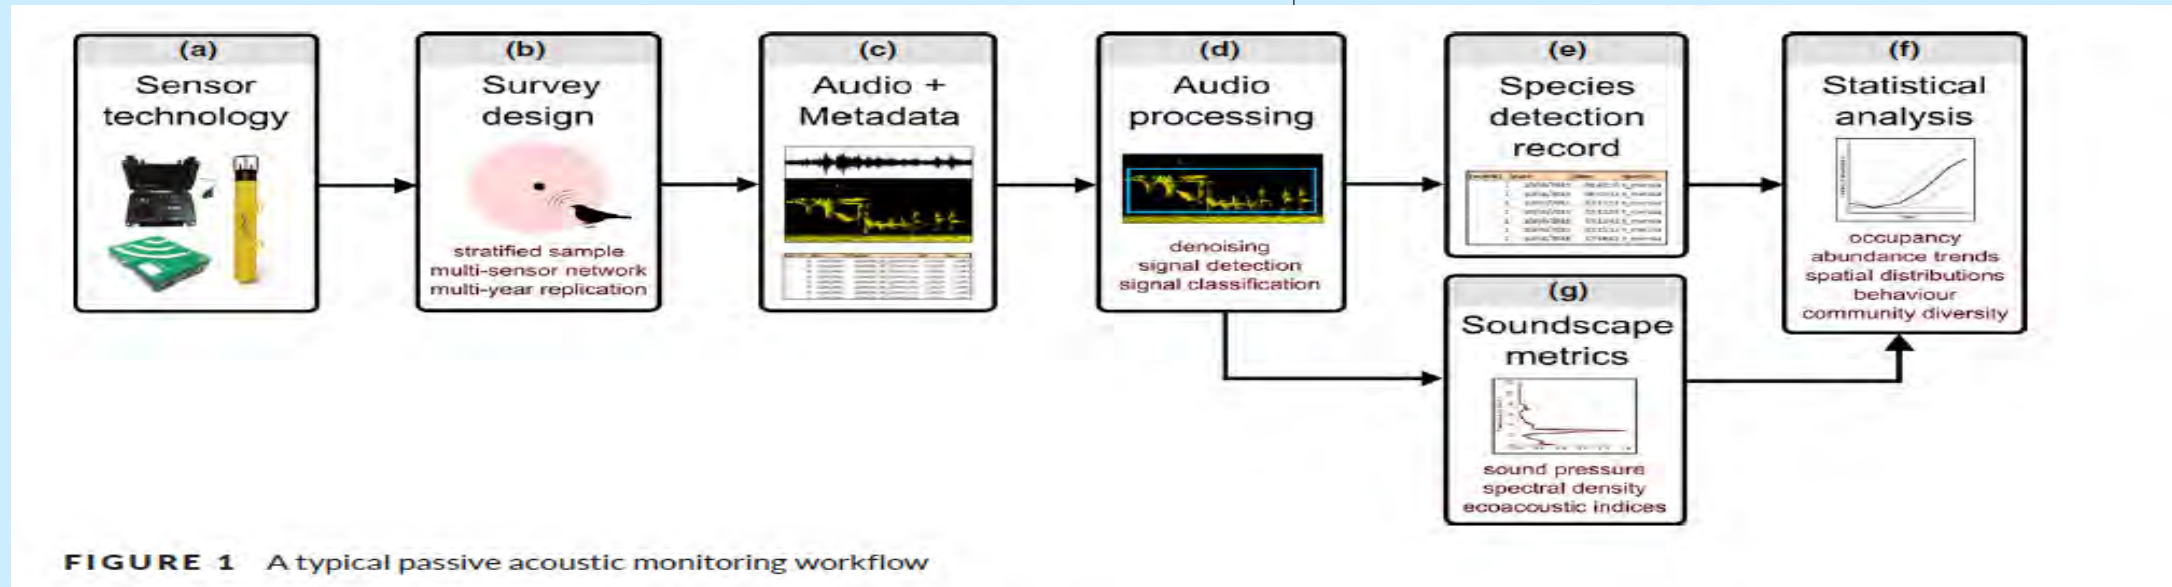 (a)
Sensor
technology
(b)
Survey
design
stratified sample
multi-sensor network
multi-year replication
(c)
Audio +
Metadata
(d)
Audio
processing
denoising
signal detection
signal classification
(e)
Species
detection
record
(f)
Statistical
analysis
occupancy
abundance trends
spatial distributions
behaviour
community diversity
(g)
Soundscape
metrics
sound pressure
spectral density
ecoacoustic indices
FIGURE 1 A typical passive acoustic monitoring workflow